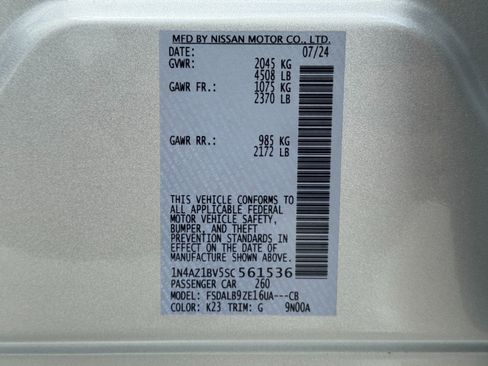 MFD BY NISSAN MOTOR CO., LTD.
DATE: 07/24
GVWR: 2045 KG
4508 LB
GAWR FR.: 1075 KG
2370 LB
GAWR RR.: 985 KG
2172 LB
THIS VEHICLE CONFORMS TO
ALL APPLICABLE FEDERAL
MOTOR VEHICLE SAFETY,
BUMPER, AND THEFT
PREVENTION STANDARDS IN
EFFECT ON THE DATE OF
MANUFACTURE SHOWN ABOVE.
1N4AZ1BV5SC561536
PASSENGER CAR 260
MODEL: FSDALB9ZE16UA---CB
COLOR: K23 TRIM: G 9N00A